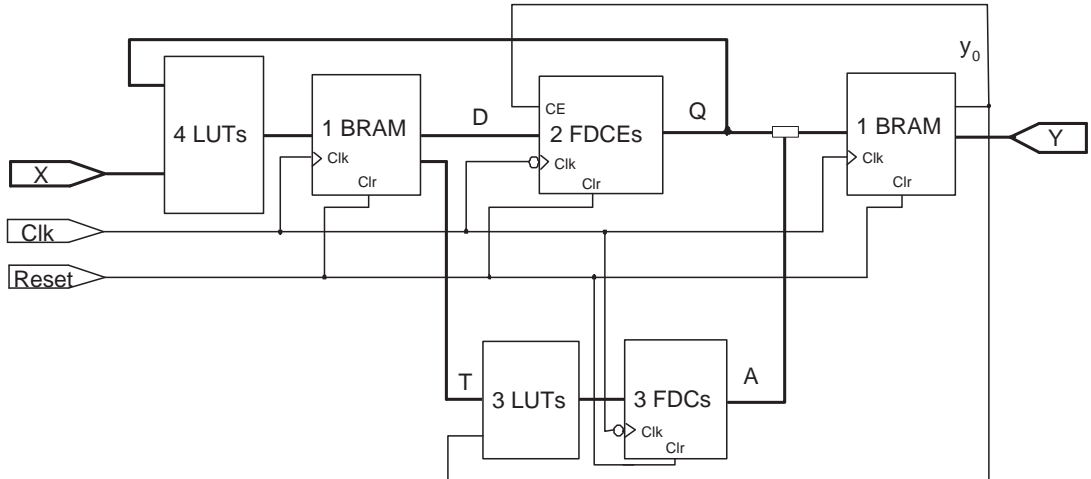 y0
CE
D
Q
4 LUTs
1 BRAM
2 FDCEs
1 BRAM
Y
X
Clk
Clk
Clk
Clr
Clr
Clr
Clk
Reset
T
A
3 LUTs
3 FDCs
Clk
Clr